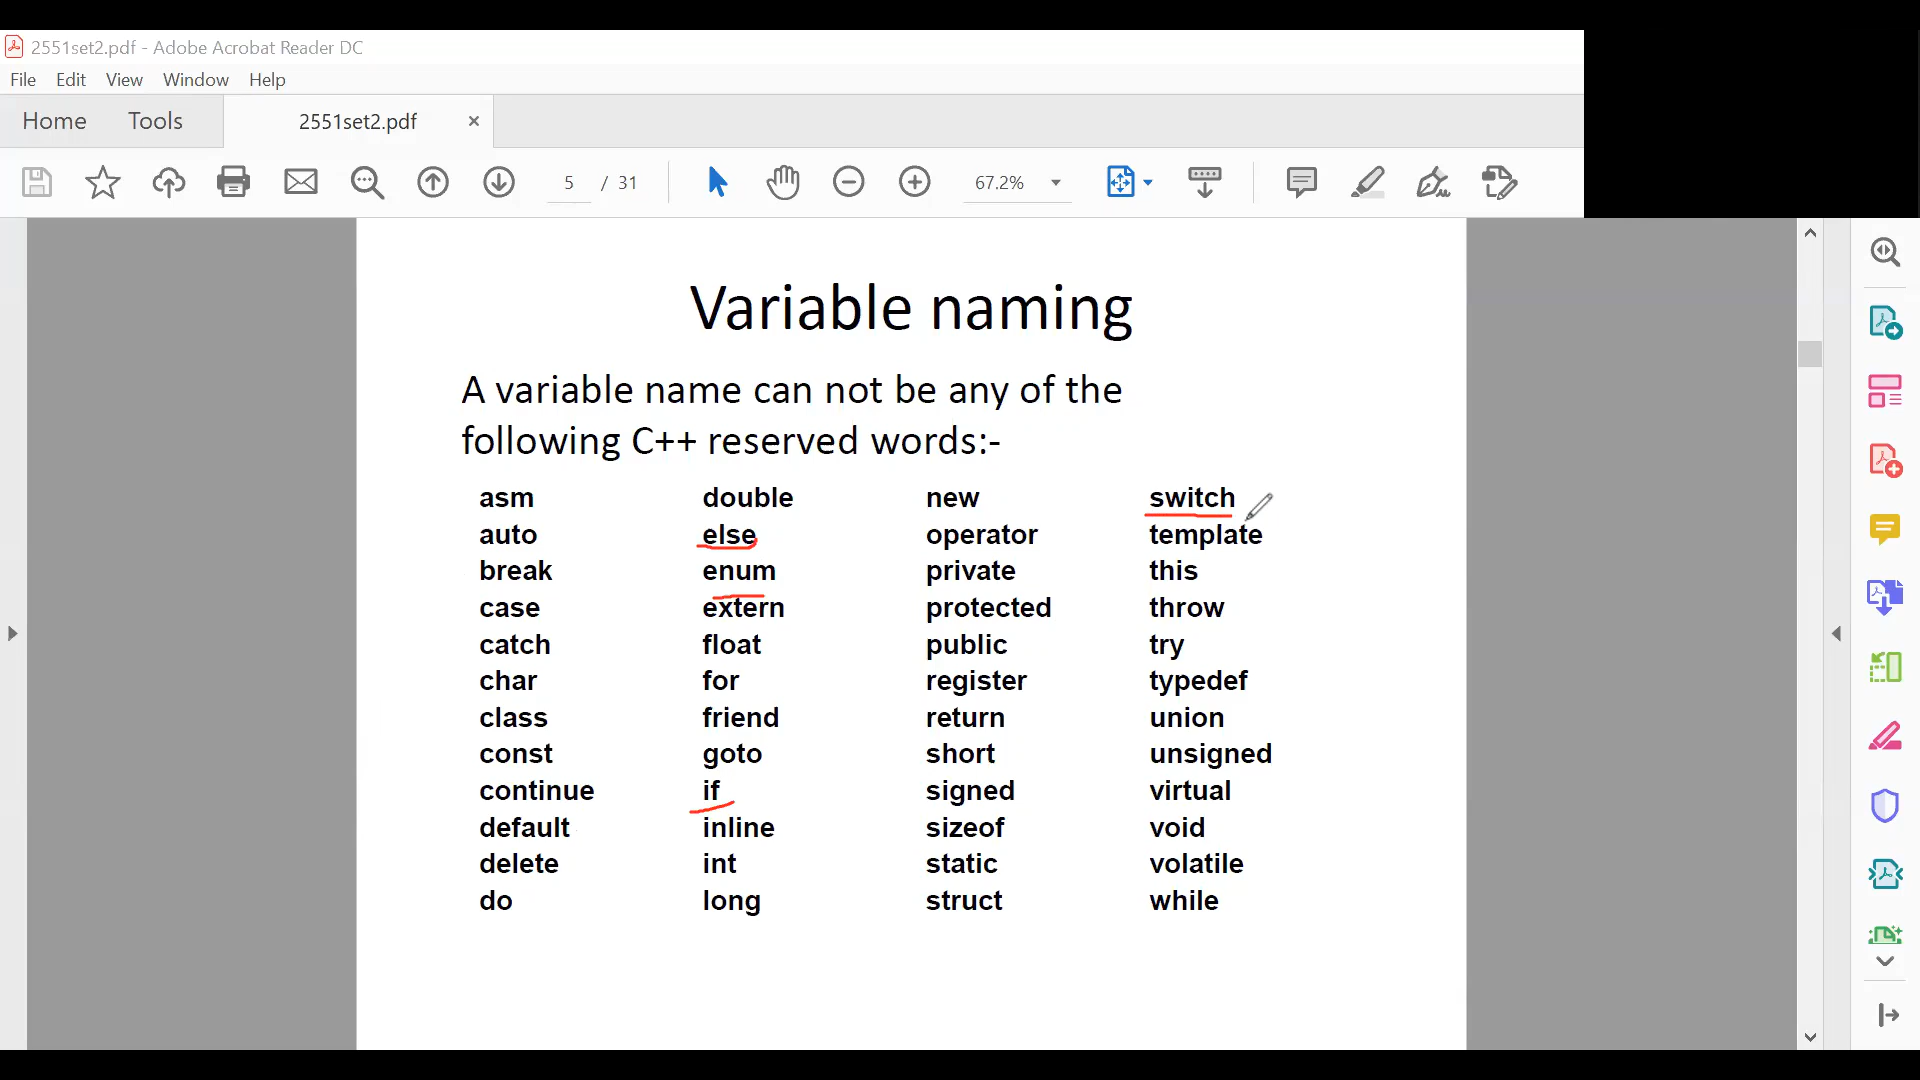 2551set2.pdf - Adobe Acrobat Reader DC
File Edit View Window Help
Home Tools 2551set2.pdf ×
5 / 31 67.2%
Variable naming
A variable name can not be any of the
following C++ reserved words:-
asm double new switch
auto else operator template
break enum private this
case extern protected throw
catch float public try
char for register typedef
class friend return union
const goto short unsigned
continue if signed virtual
default inline sizeof void
delete int static volatile
do long struct while